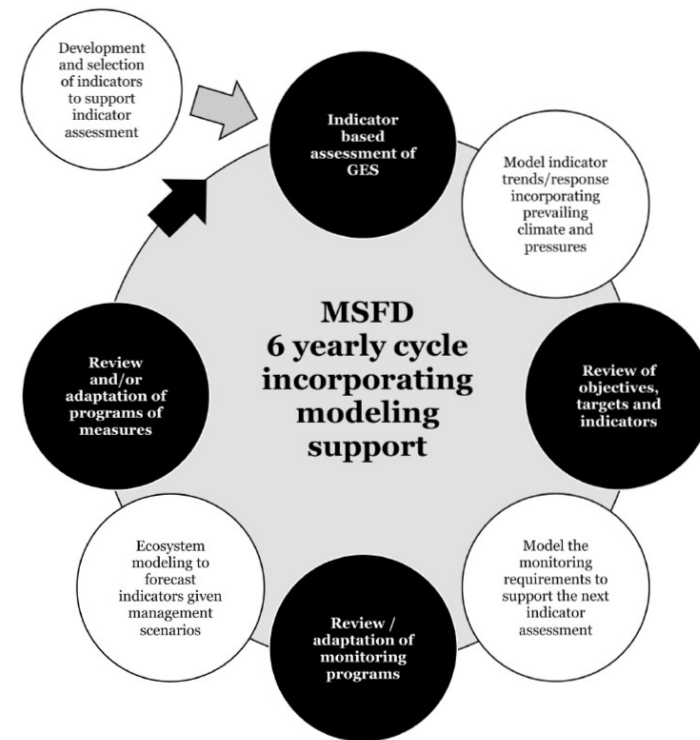 Development
and selection
of indicators
to support
indicator
assessment
Indicator
based
assessment of
GES
Model indicator
trends/response
incorporating
prevailing
climate and
pressures
MSFD
6 yearly cycle
incorporating
modeling
support
Review
and/or
adaptation of
programs of
measures
Review of
objectives,
targets and
indicators
Ecosystem
modeling to
forecast
indicators given
management
scenarios
Review /
adaptation of
monitoring
programs
Model the
monitoring
requirements to
support the next
indicator
assessment